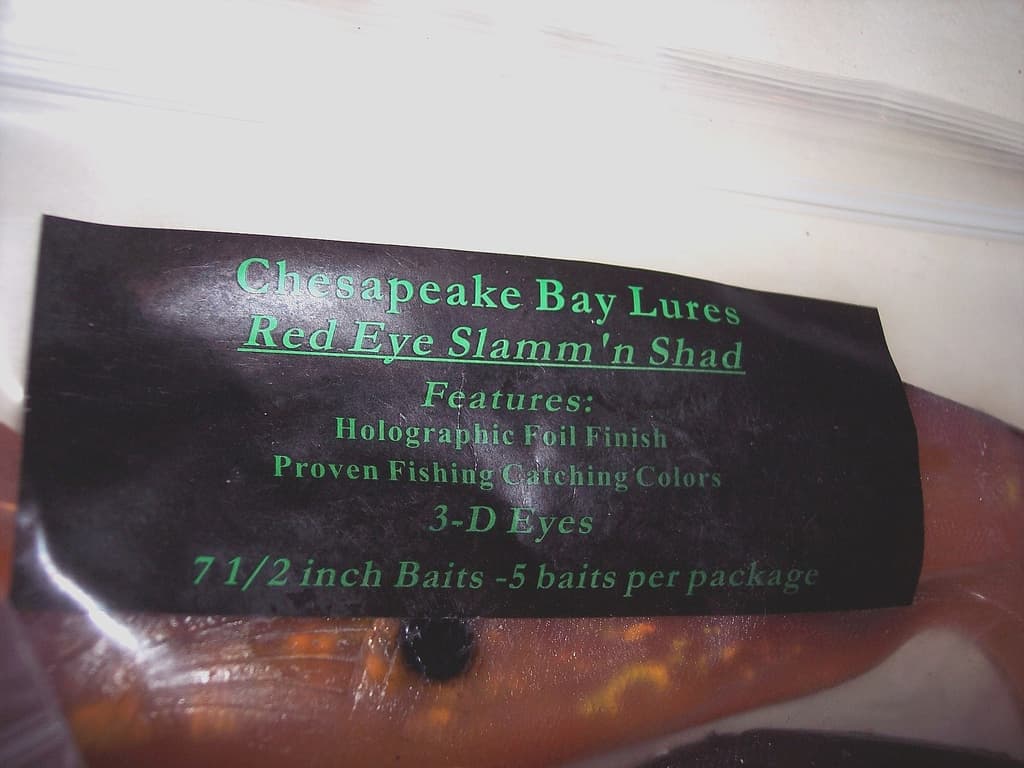 Chesapeake Bay Lures
Red Eye Slamm'n Shad
Features:
Holographic Foil Finish
Proven Fishing Catching Colors
3-D Eyes
7 1/2 inch Baits -5 baits per package